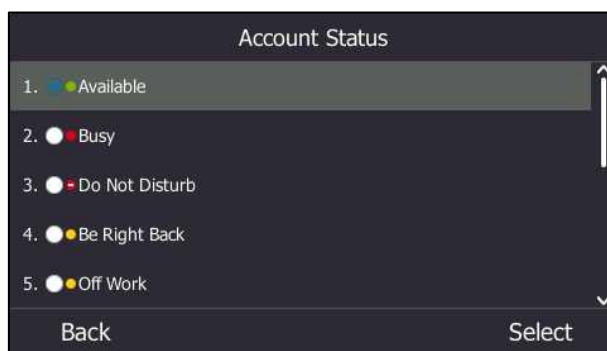 Account Status
1. Available
2. Busy
3. Do Not Disturb
4. Be Right Back
5. Off Work
Back Select